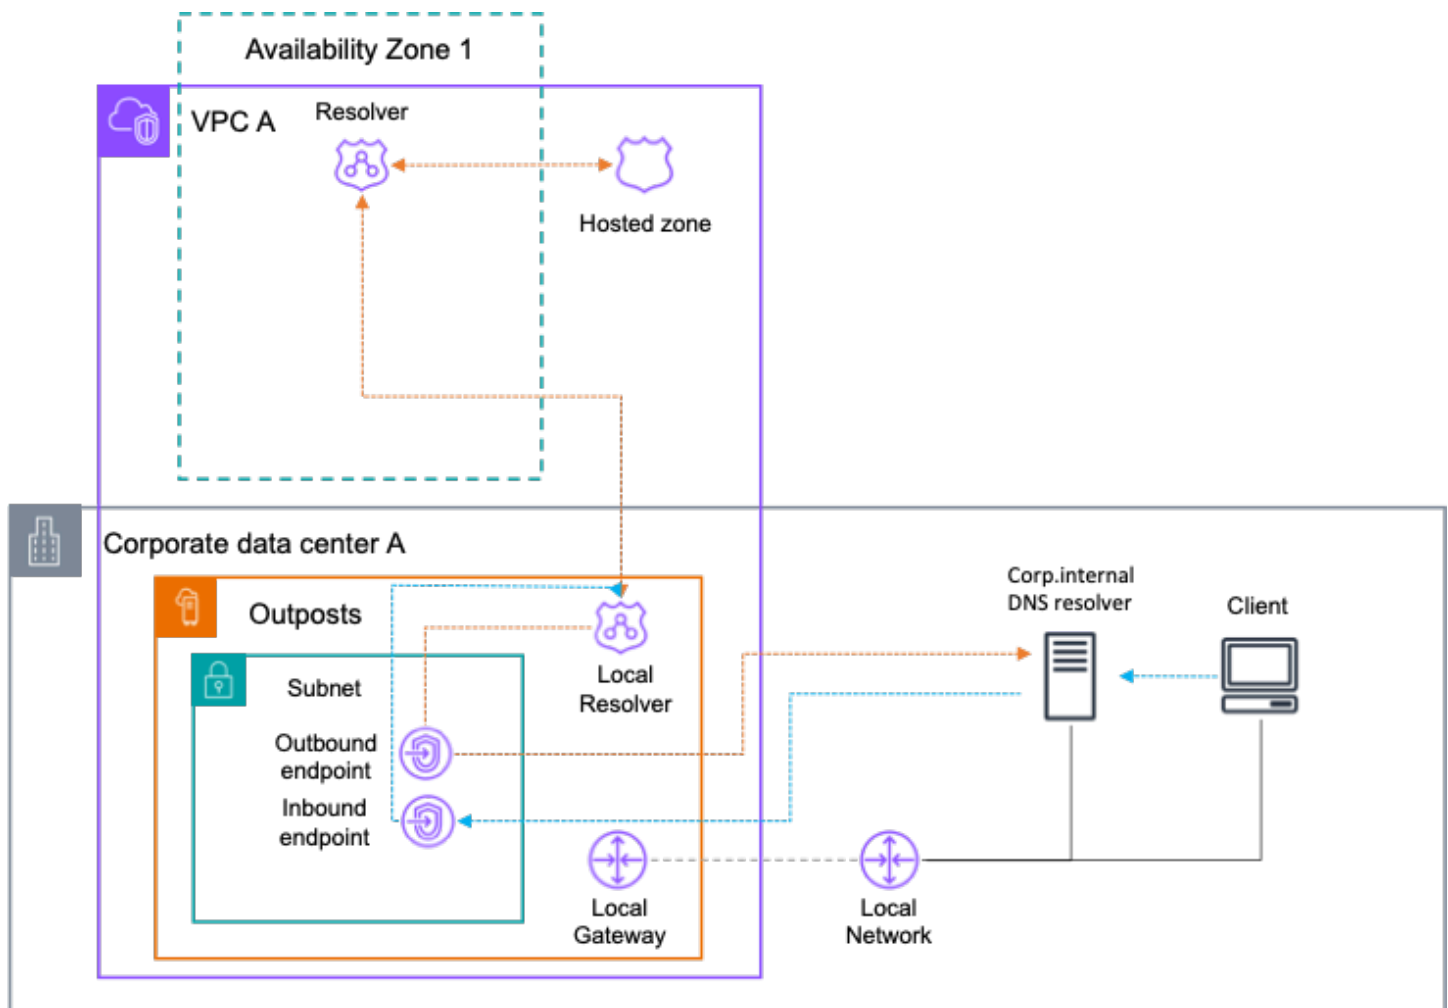 Availability Zone 1
VPC A
Resolver
Hosted zone
Corporate data center A
Outposts
Subnet
Outbound
endpoint
Inbound
endpoint
Local
Resolver
Local
Gateway
Local
Network
Corp.internal
DNS resolver
Client